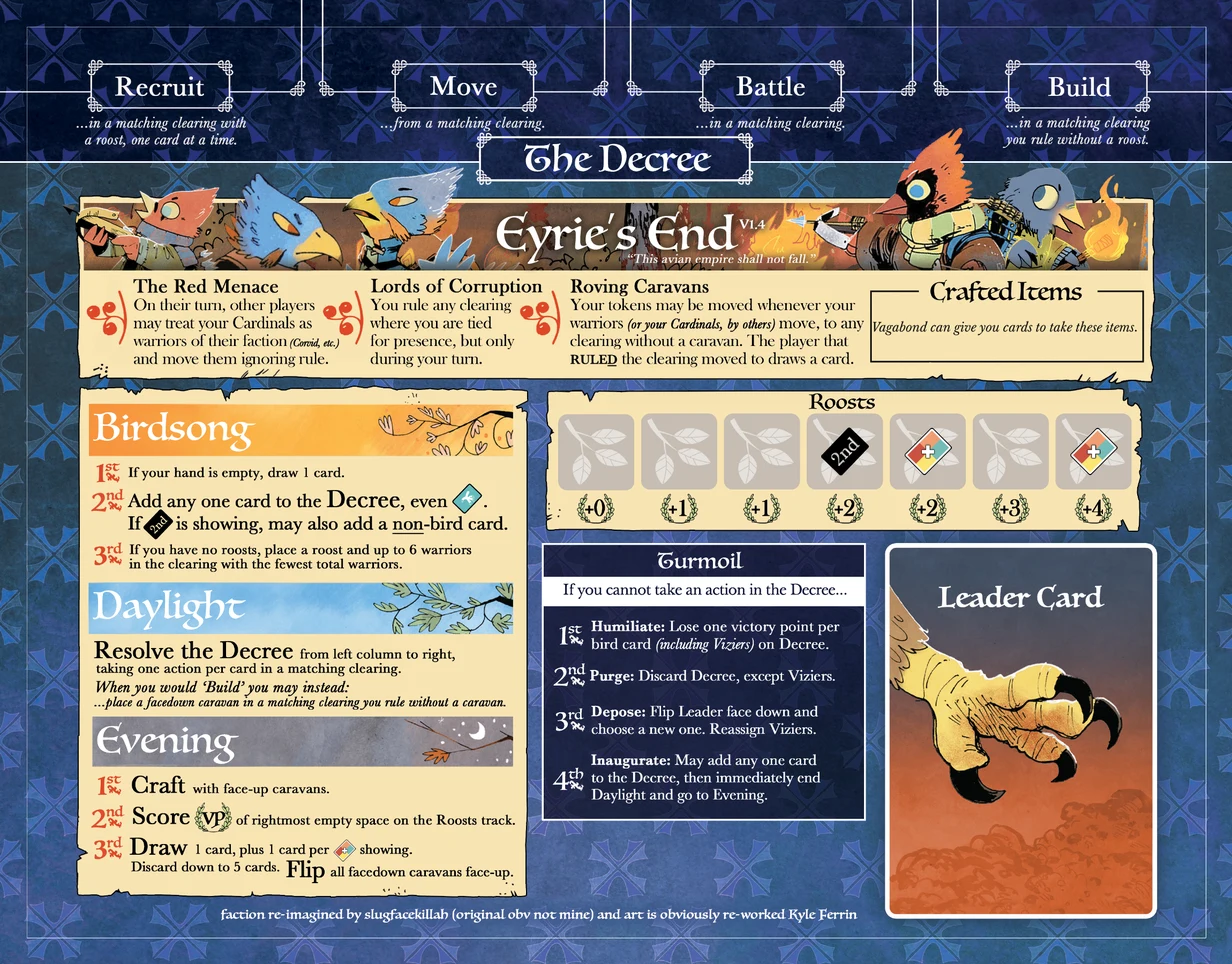 Recruit
...in a matching clearing with
a roost, one card at a time.
Move
...from a matching clearing.
Battle
...in a matching clearing.
Build
...in a matching clearing
you rule without a roost.
The Decree
Eyrie's End V1.4
"This avian empire shall not fall."
The Red Menace
On their turn, other players
may treat your Cardinals as
warriors of their faction (Corvid, etc.)
and move them ignoring rule.
Lords of Corruption
You rule any clearing
where you are tied
for presence, but only
during your turn.
Roving Caravans
Your tokens may be moved whenever your
warriors (or your Cardinals, by others) move, to any
clearing without a caravan. The player that
RULED the clearing moved to draws a card.
Crafted Items
Vagabond can give you cards to take these items.
Birdsong
1st If your hand is empty, draw 1 card.
2nd Add any one card to the Decree, even .
If 2nd is showing, may also add a non-bird card.
3rd If you have no roosts, place a roost and up to 6 warriors
in the clearing with the fewest total warriors.
Daylight
Resolve the Decree from left column to right,
taking one action per card in a matching clearing.
When you would 'Build' you may instead:
...place a facedown caravan in a matching clearing you rule without a caravan.
Evening
1st Craft with face-up caravans.
2nd Score VP of rightmost empty space on the Roosts track.
3rd Draw 1 card, plus 1 card per + showing.
Discard down to 5 cards. Flip all facedown caravans face-up.
Roosts
2nd + +
+0 +1 +1 +2 +2 +3 +4
Turmoil
If you cannot take an action in the Decree...
1st Humiliate: Lose one victory point per
bird card (including Viziers) on Decree.
2nd Purge: Discard Decree, except Viziers.
3rd Depose: Flip Leader face down and
choose a new one. Reassign Viziers.
4th Inaugurate: May add any one card
to the Decree, then immediately end
Daylight and go to Evening.
Leader Card
faction re-imagined by slugfacekillah (original obv not mine) and art is obviously re-worked Kyle Ferrin